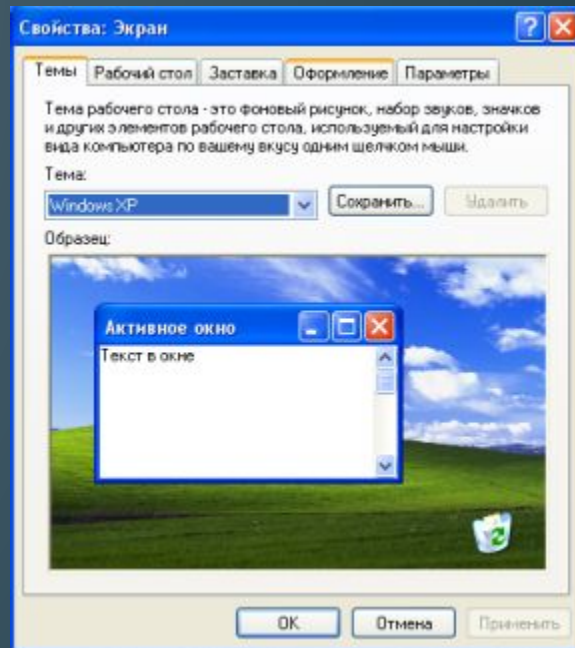 Свойства: Экран
Темы Рабочий стол Заставка Оформление Параметры
Тема рабочего стола - это фоновый рисунок, набор звуков, значков
и других элементов рабочего стола, используемый для настройки
вида компьютера по вашему вкусу одним щелчком мыши.
Тема:
Windows XP Сохранить... Удалить
Образец:
Активное окно
Текст в окне
OK Отмена Применить